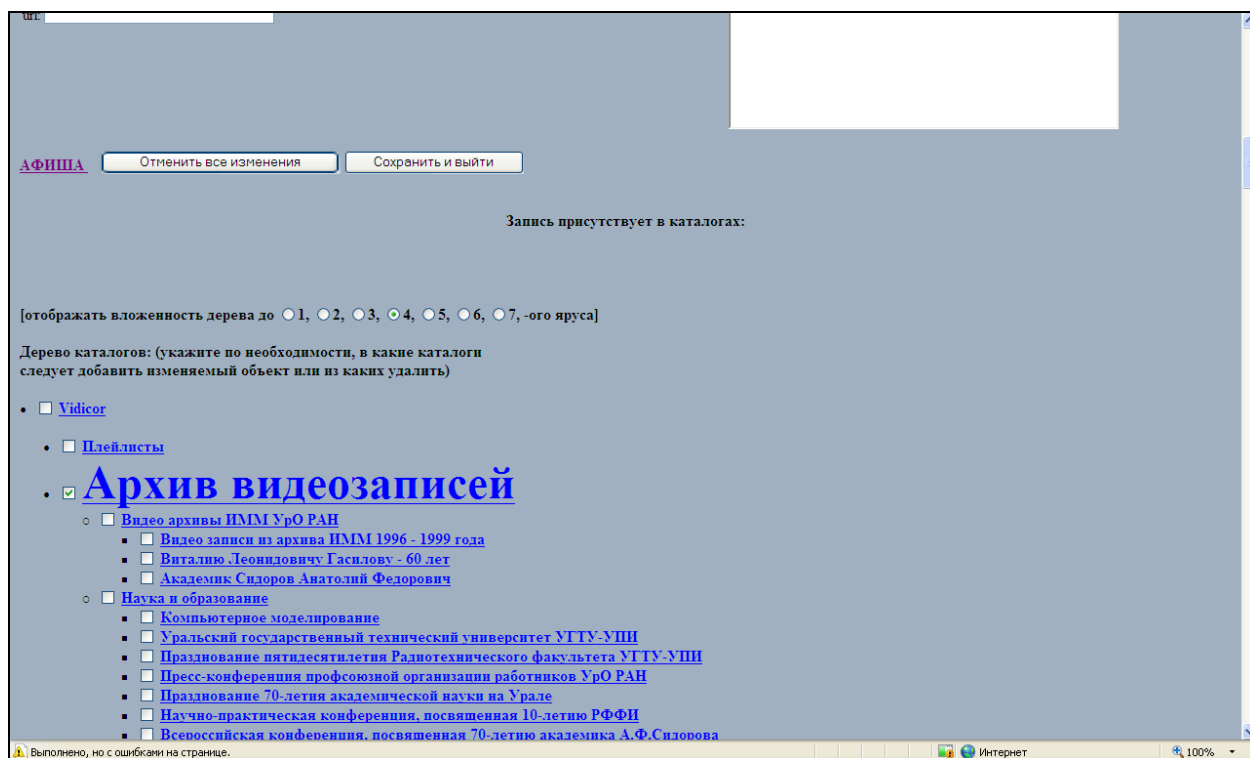 url:
АФИША Отменить все изменения Сохранить и выйти
Запись присутствует в каталогах:
[отображать вложенность дерева до 1, 2, 3, 4, 5, 6, 7, -ого яруса]
Дерево каталогов: (укажите по необходимости, в какие каталоги
следует добавить изменяемый объект или из каких удалить)
Vidicor
Плейлисты
Архив видеозаписей
Видео архивы ИММ УрО РАН
Видео записи из архива ИММ 1996 - 1999 года
Виталию Леонидовичу Гасилову - 60 лет
Академик Сидоров Анатолий Федорович
Наука и образование
Компьютерное моделирование
Уральский государственный технический университет УГТУ-УПИ
Празднование пятидесятилетия Радиотехнического факультета УГТУ-УПИ
Пресс-конференция профсоюзной организации работников УрО РАН
Празднование 70-летия академической науки на Урале
Научно-практическая конференция, посвященная 10-летию РФФИ
Всероссийская конференция, посвященная 70-летию академика А.Ф.Сидорова
Выполнено, но с ошибками на странице. Интернет 100%